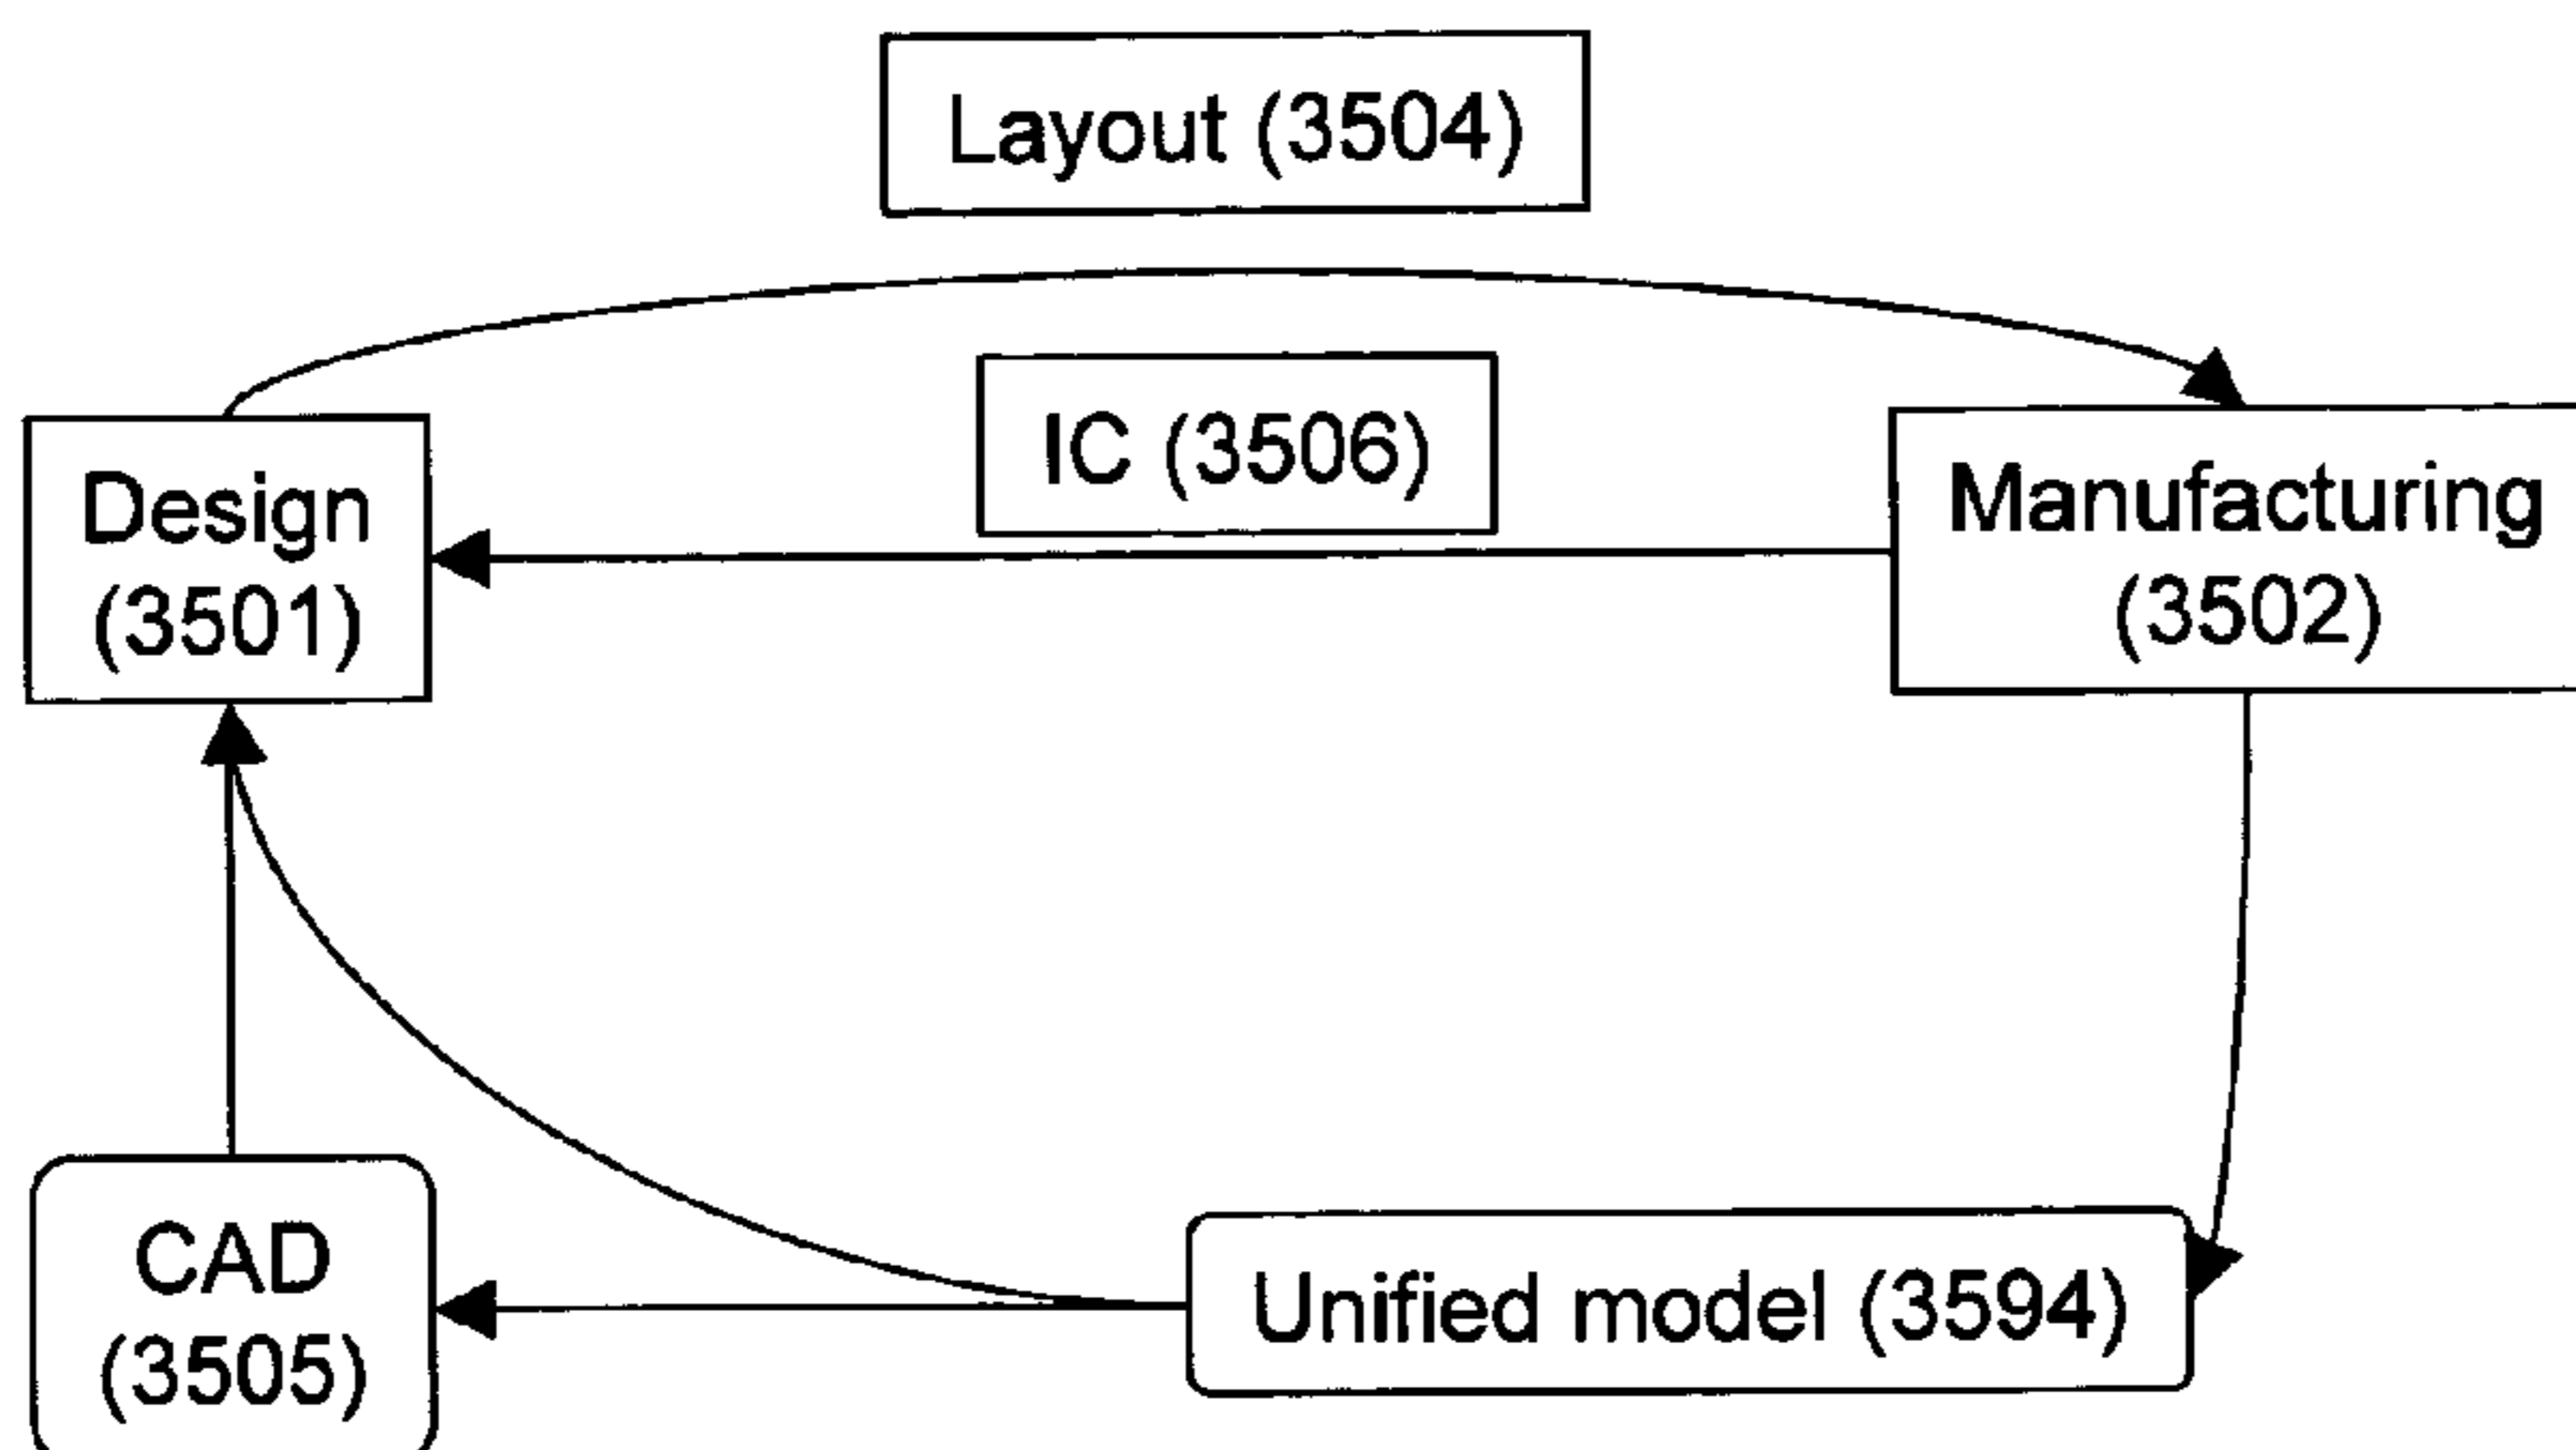 Layout (3504)
IC (3506)
Design
(3501)
Manufacturing
(3502)
CAD
(3505)
Unified model (3594)